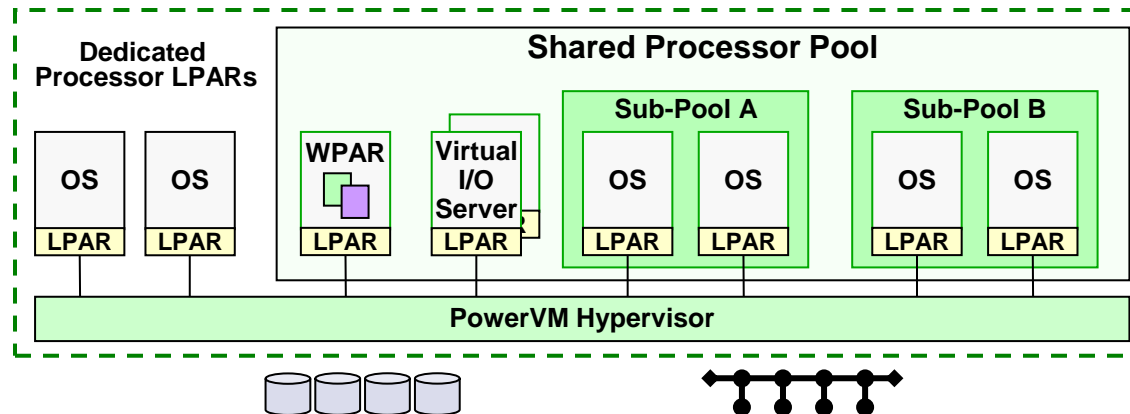 Dedicated
Processor LPARs
Shared Processor Pool
Sub-Pool A
Sub-Pool B
OS
OS
WPAR
Virtual
I/O
Server
OS
OS
OS
OS
LPAR
LPAR
LPAR
LPAR
R
LPAR
LPAR
LPAR
LPAR
PowerVM Hypervisor